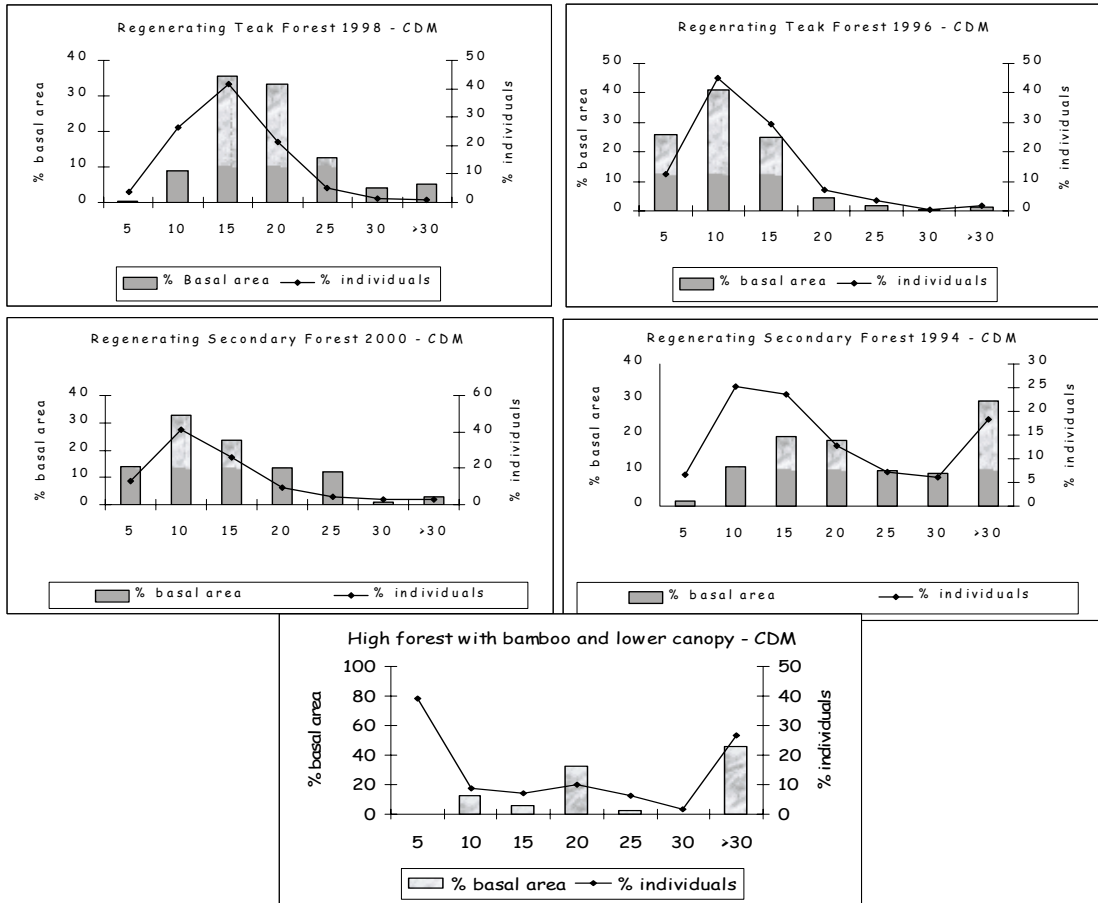 Regenerating Teak Forest 1998 - CDM
% basal area
40
30
20
10
0
% individuals
50
40
30
20
10
0
5 10 15 20 25 30 >30
% Basal area % individuals
Regenrating Teak Forest 1996 - CDM
% basal area
50
40
30
20
10
0
% individuals
50
40
30
20
10
0
5 10 15 20 25 30 >30
% basal area % individuals
Regenerating Secondary Forest 2000 - CDM
% basal area
40
30
20
10
0
% individuals
60
40
20
0
5 10 15 20 25 30 >30
% basal area % individuals
Regenerating Secondary Forest 1994 - CDM
% basal area
40
30
20
10
0
% individuals
30
25
20
15
10
5
0
5 10 15 20 25 30 >30
% basal area % individuals
High forest with bamboo and lower canopy - CDM
% basal area
100
80
60
40
20
0
% individuals
50
40
30
20
10
0
5 10 15 20 25 30 >30
% basal area % individuals